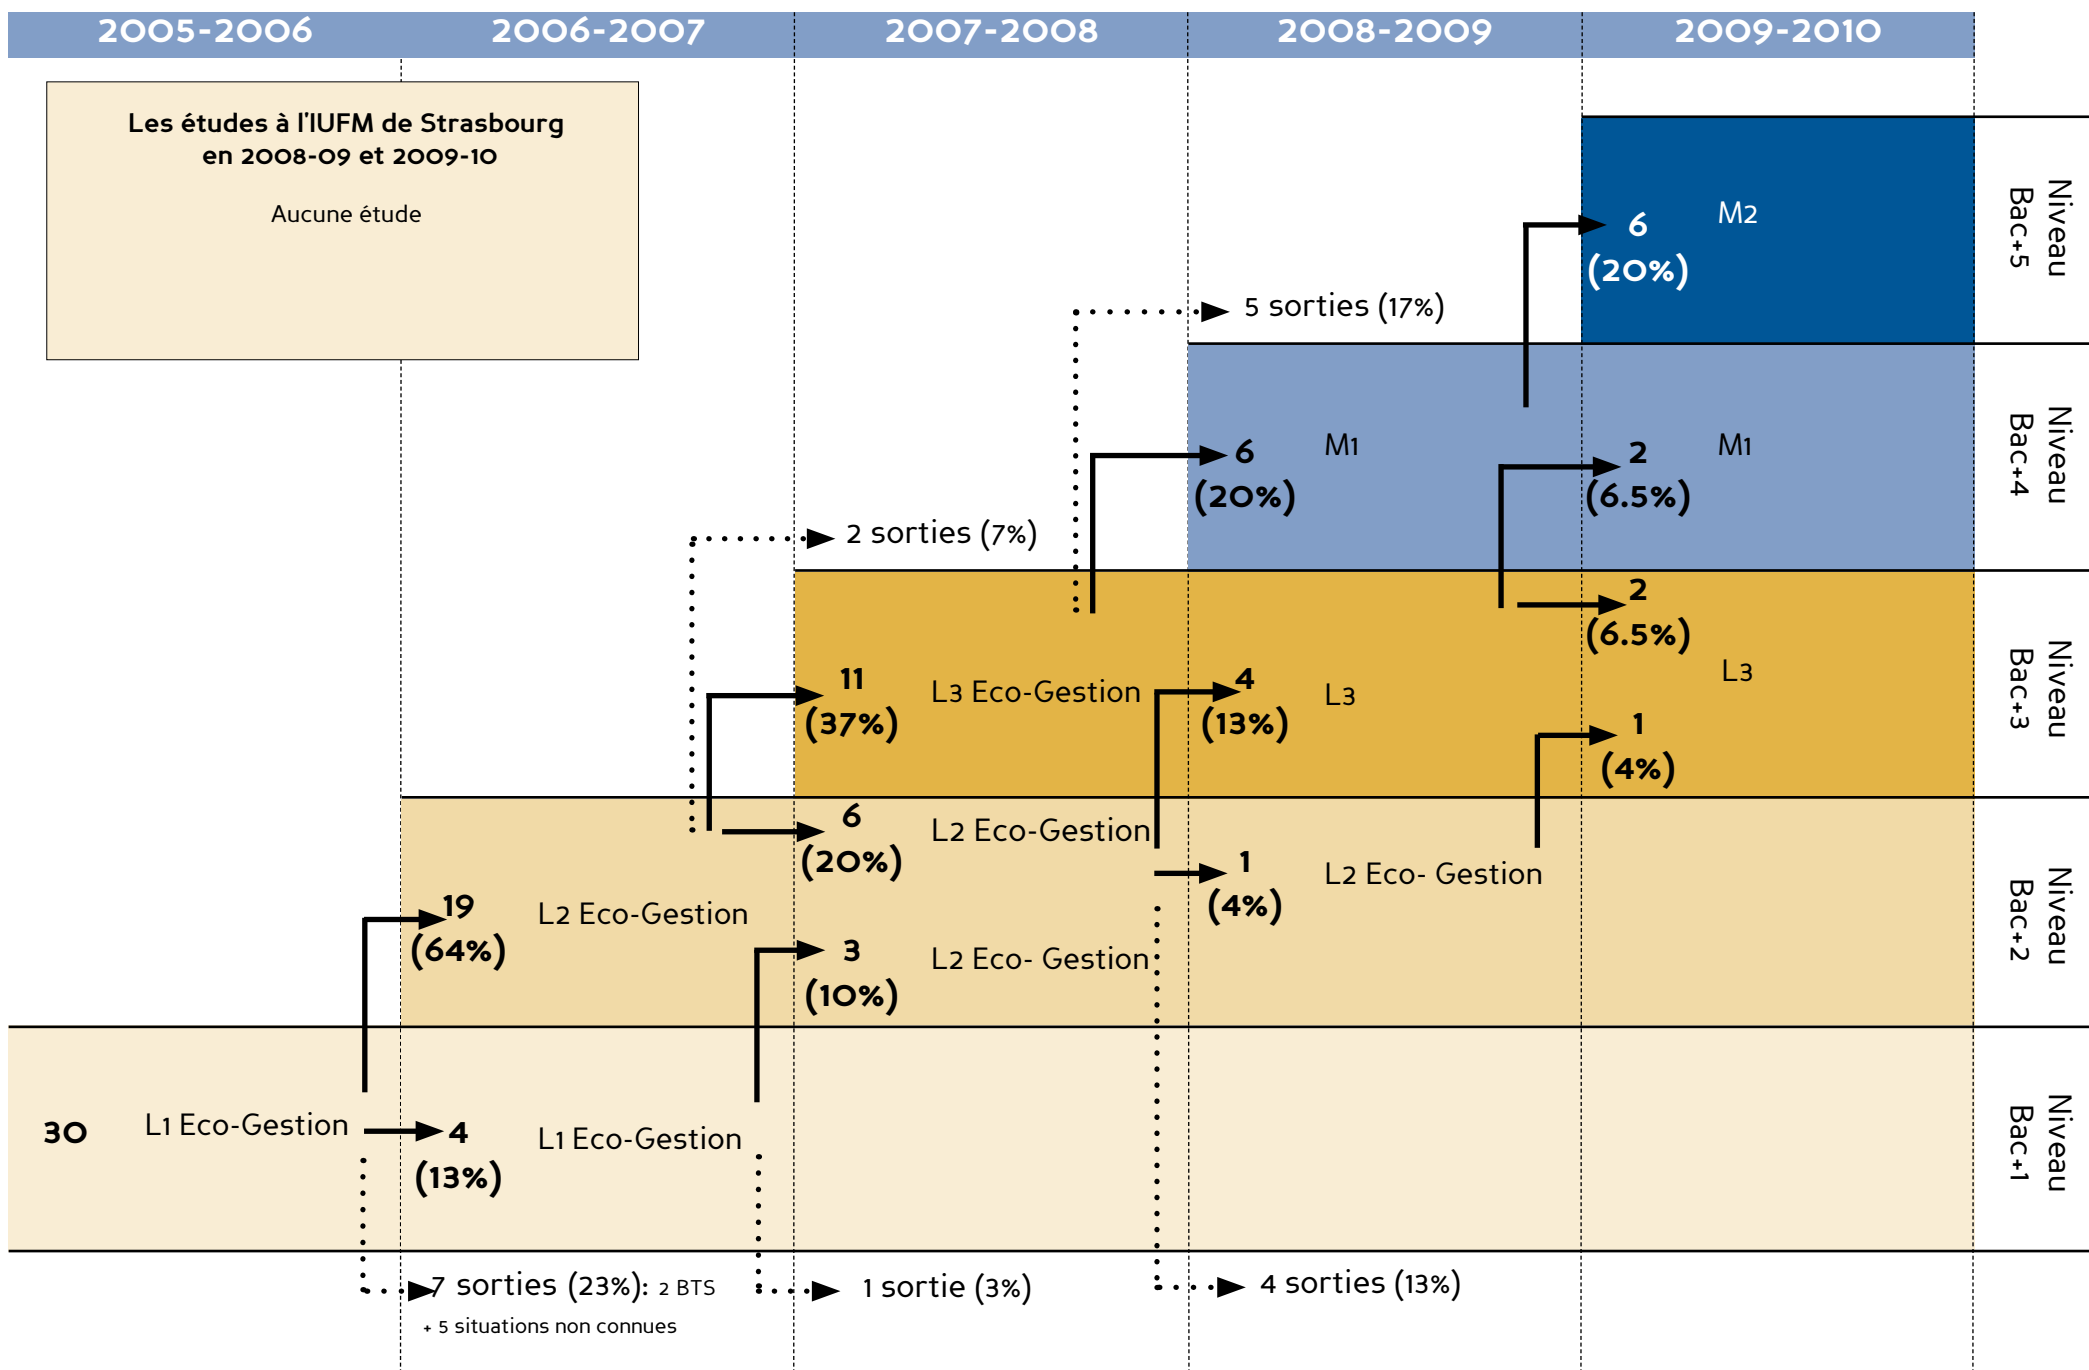 2005-2006
2006-2007
2007-2008
2008-2009
2009-2010
Les études à l'IUFM de Strasbourg
en 2008-09 et 2009-10
Aucune étude
6
(20%)
M2
Niveau
Bac+5
5 sorties (17%)
6
(20%)
M1
2
(6.5%)
M1
Niveau
Bac+4
2 sorties (7%)
11
(37%)
L3 Eco-Gestion
4
(13%)
L3
2
(6.5%)
L3
1
(4%)
Niveau
Bac+3
19
(64%)
L2 Eco-Gestion
6
(20%)
L2 Eco-Gestion
3
(10%)
L2 Eco- Gestion
1
(4%)
L2 Eco- Gestion
Niveau
Bac+2
30
L1 Eco-Gestion
4
(13%)
L1 Eco-Gestion
Niveau
Bac+1
7 sorties (23%): 2 BTS
+ 5 situations non connues
1 sortie (3%)
4 sorties (13%)